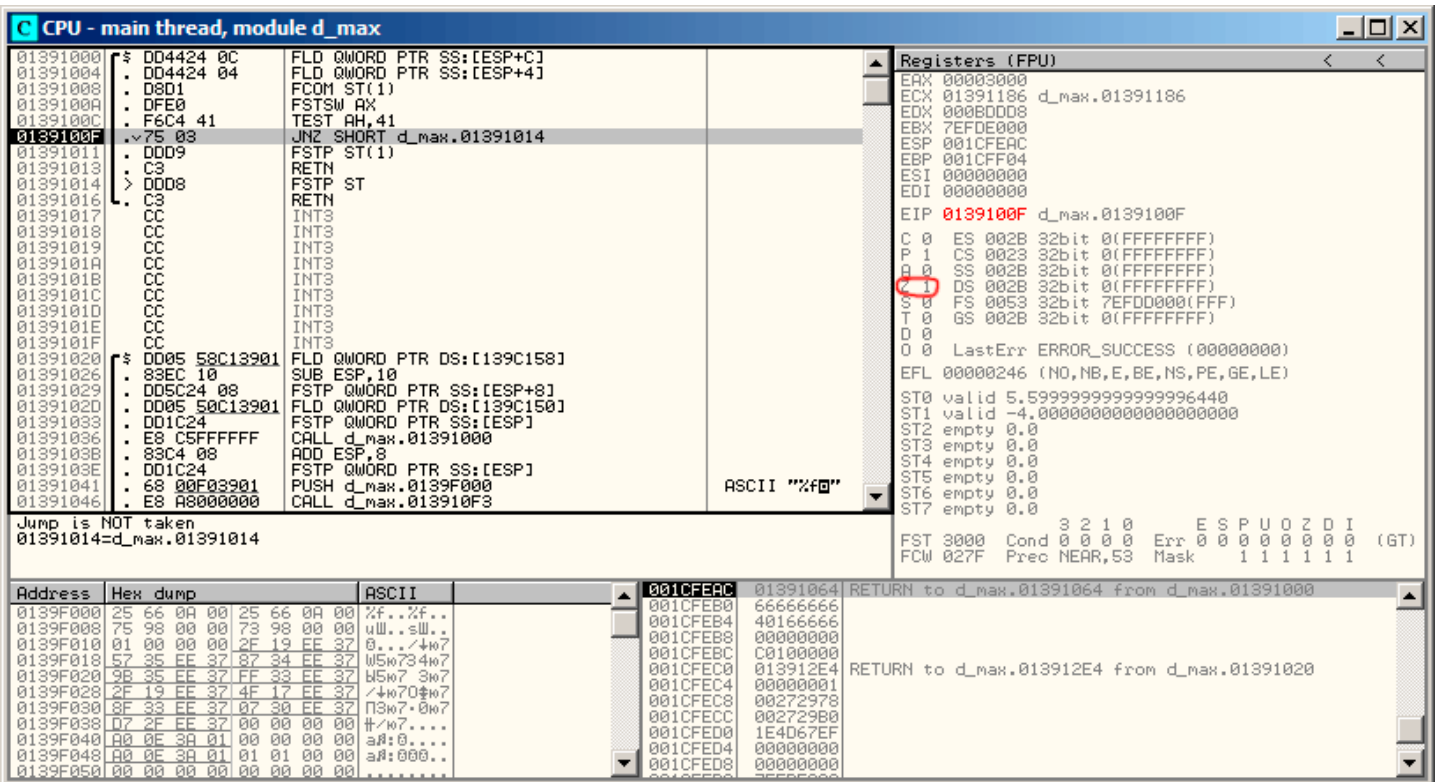 C CPU - main thread, module d_max
01391000 $ DD4424 0C FLD QWORD PTR SS:[ESP+C]
01391004 . DD4424 04 FLD QWORD PTR SS:[ESP+4]
01391008 . D8D1 FCOM ST(1)
0139100A . DFE0 FSTSW AX
0139100C . F6C4 41 TEST AH,41
0139100F . 75 03 JNZ SHORT d_max.01391014
01391011 . DDD9 FSTP ST(1)
01391013 . C3 RETN
01391014 > DDD8 FSTP ST
01391016 . C3 RETN
01391017 CC INT3
01391018 CC INT3
01391019 CC INT3
0139101A CC INT3
0139101B CC INT3
0139101C CC INT3
0139101D CC INT3
0139101E CC INT3
0139101F CC INT3
01391020 $ DD05 58C13901 FLD QWORD PTR DS:[139C158]
01391026 . 83EC 10 SUB ESP,10
01391029 . DD5C24 08 FSTP QWORD PTR SS:[ESP+8]
0139102D . DD05 50C13901 FLD QWORD PTR DS:[139C150]
01391033 . DD1C24 FSTP QWORD PTR SS:[ESP]
01391036 . E8 C5FFFFFF CALL d_max.01391000
0139103B . 83C4 08 ADD ESP,8
0139103E . DD1C24 FSTP QWORD PTR SS:[ESP]
01391041 . 68 00F03901 PUSH d_max.0139F000 ASCII "%f◙"
01391046 . E8 A8000000 CALL d_max.013910F3
Jump is NOT taken
01391014=d_max.01391014
Registers (FPU) < <
EAX 00003000
ECX 01391186 d_max.01391186
EDX 000BDDD8
EBX 7EFDE000
ESP 001CFEAC
EBP 001CFF04
ESI 00000000
EDI 00000000
EIP 0139100F d_max.0139100F
C 0 ES 002B 32bit 0(FFFFFFFF)
P 1 CS 0023 32bit 0(FFFFFFFF)
A 0 SS 002B 32bit 0(FFFFFFFF)
Z 1 DS 002B 32bit 0(FFFFFFFF)
S 0 FS 0053 32bit 7EFDD000(FFF)
T 0 GS 002B 32bit 0(FFFFFFFF)
D 0
O 0 LastErr ERROR_SUCCESS (00000000)
EFL 00000246 (NO,NB,E,BE,NS,PE,GE,LE)
ST0 valid 5.5999999999999996440
ST1 valid -4.0000000000000000000
ST2 empty 0.0
ST3 empty 0.0
ST4 empty 0.0
ST5 empty 0.0
ST6 empty 0.0
ST7 empty 0.0
3 2 1 0 E S P U O Z D I
FST 3000 Cond 0 0 0 0 Err 0 0 0 0 0 0 0 0 (GT)
FCW 027F Prec NEAR,53 Mask 1 1 1 1 1 1
Address Hex dump ASCII
0139F000 25 66 0A 00 25 66 0A 00 %f..%f..
0139F008 75 98 00 00 73 98 00 00 uШ..sШ..
0139F010 01 00 00 00 2F 19 EE 37
0139F018 57 35 EE 37 87 34 EE 37 W5ю734ю7
0139F020 9B 35 EE 37 FF 33 EE 37 Ы5ю7 3ю7
0139F028 2F 19 EE 37 4F 17 EE 37
0139F030 8F 33 EE 37 07 30 EE 37 П3ю7•0ю7
0139F038 D7 2F EE 37 00 00 00 00 ╫/ю7....
0139F040 A0 0E 3A 01 00 00 00 00
0139F048 A0 0E 3A 01 01 01 00 00
0139F050 00 00 00 00 00 00 00 00 ........
001CFEAC 01391064 RETURN to d_max.01391064 from d_max.01391000
001CFEB0 66666666
001CFEB4 40166666
001CFEB8 00000000
001CFEBC C0100000
001CFEC0 013912E4 RETURN to d_max.013912E4 from d_max.01391020
001CFEC4 00000001
001CFEC8 00272978
001CFECC 002729B0
001CFED0 1E4D67EF
001CFED4 00000000
001CFED8 00000000